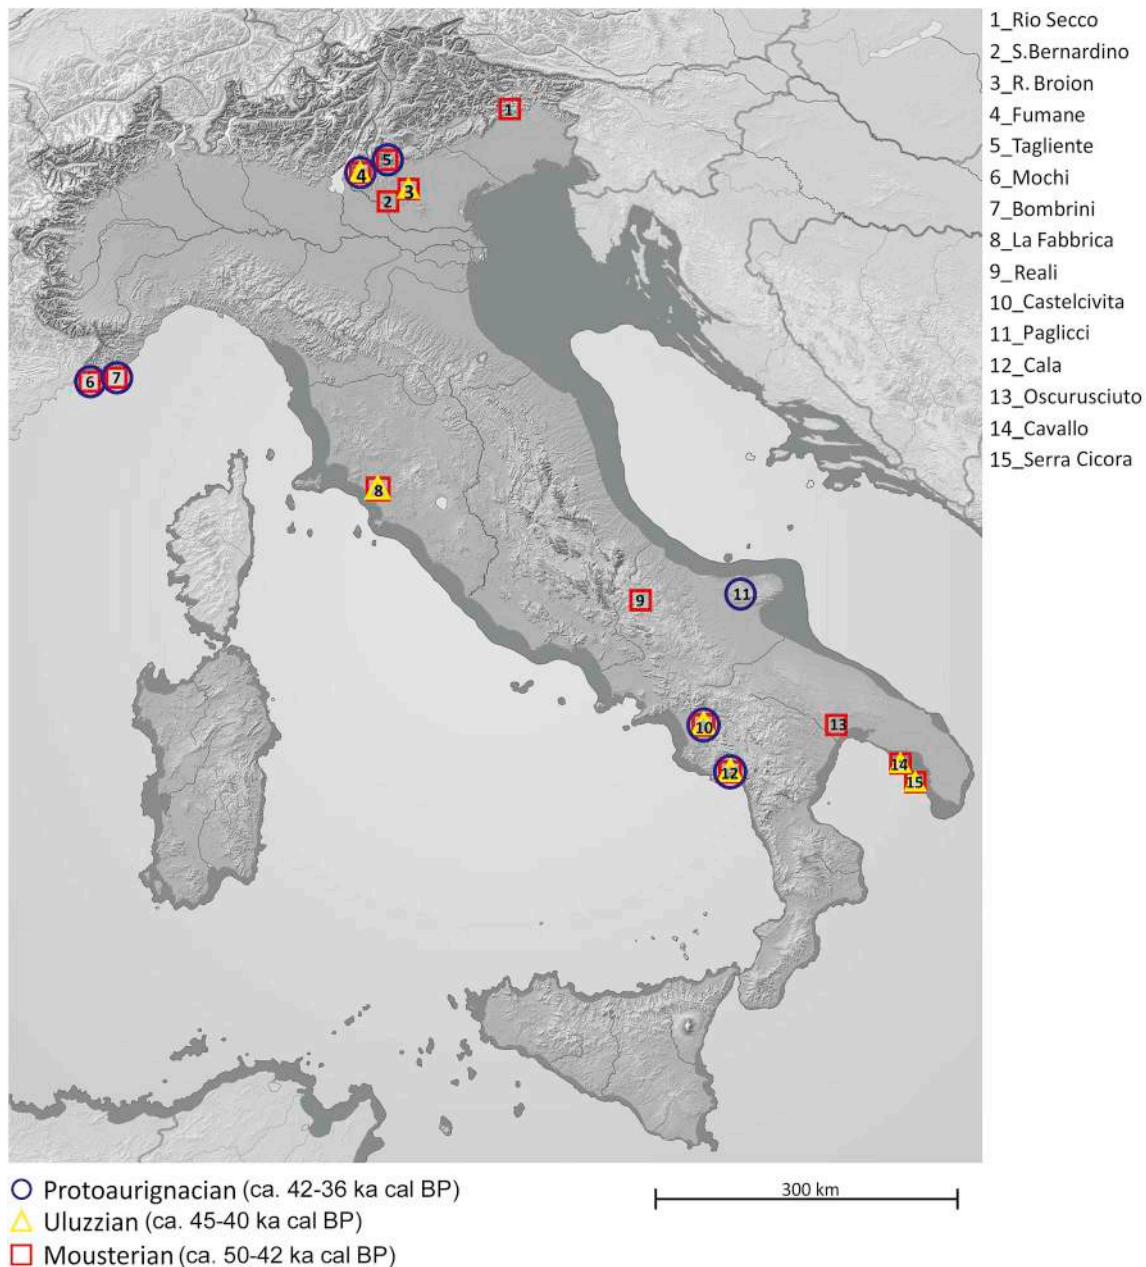 1_Rio Secco
2_S.Bernardino
3_R. Broion
4_Fumane
5_Tagliente
6_Mochi
7_Bombrini
8_La Fabbrica
9_Reali
10_Castelcivita
11_Paglicci
12_Cala
13_Oscurusciuto
14_Cavallo
15_Serra Cicora
1
5
4
3
2
7
6
8
11
9
10
13
14
12
15
Protoaurignacian (ca. 42-36 ka cal BP)
Uluzzian (ca. 45-40 ka cal BP)
Mousterian (ca. 50-42 ka cal BP)
300 km